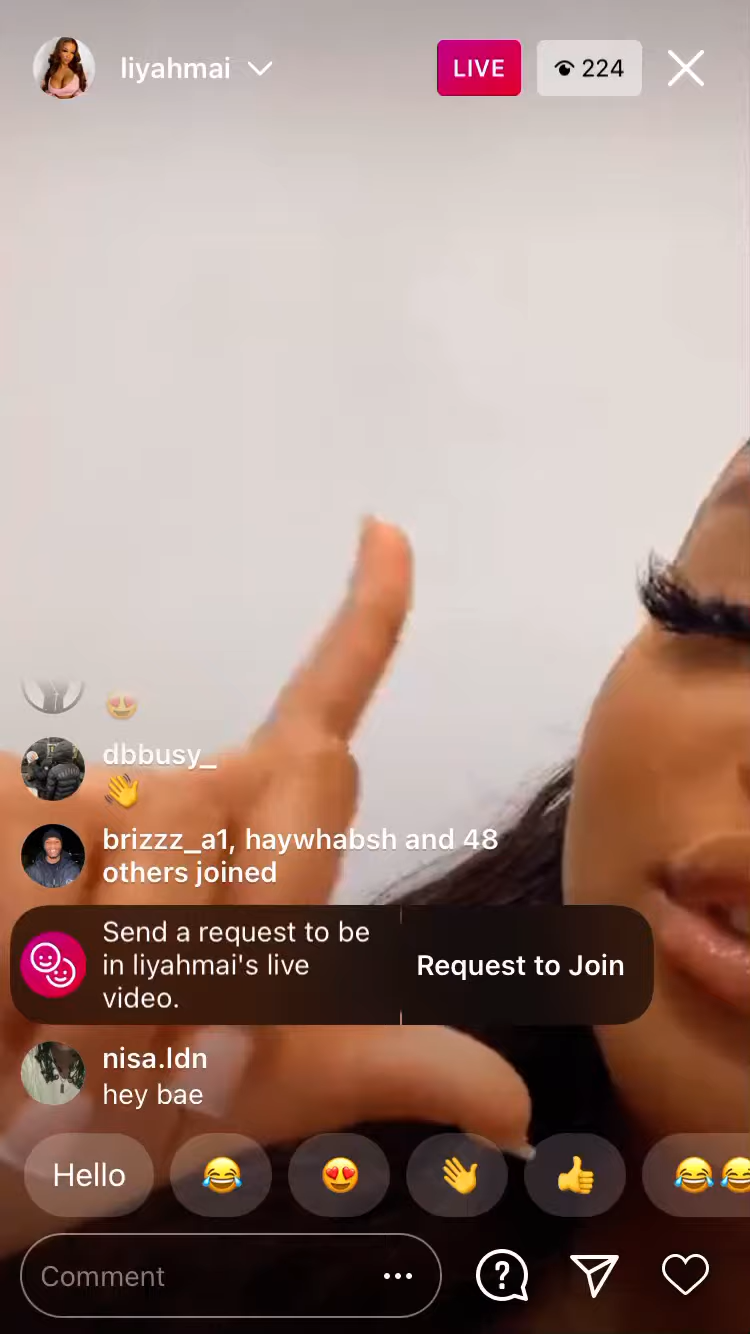 liyahmai
LIVE
224
😍
dbbusy_
👋
brizzz_a1, haywhabsh and 48
others joined
Send a request to be
in liyahmai's live
video.
Request to Join
nisa.ldn
hey bae
Hello 😂 😍 👋 👍 😂😂
Comment